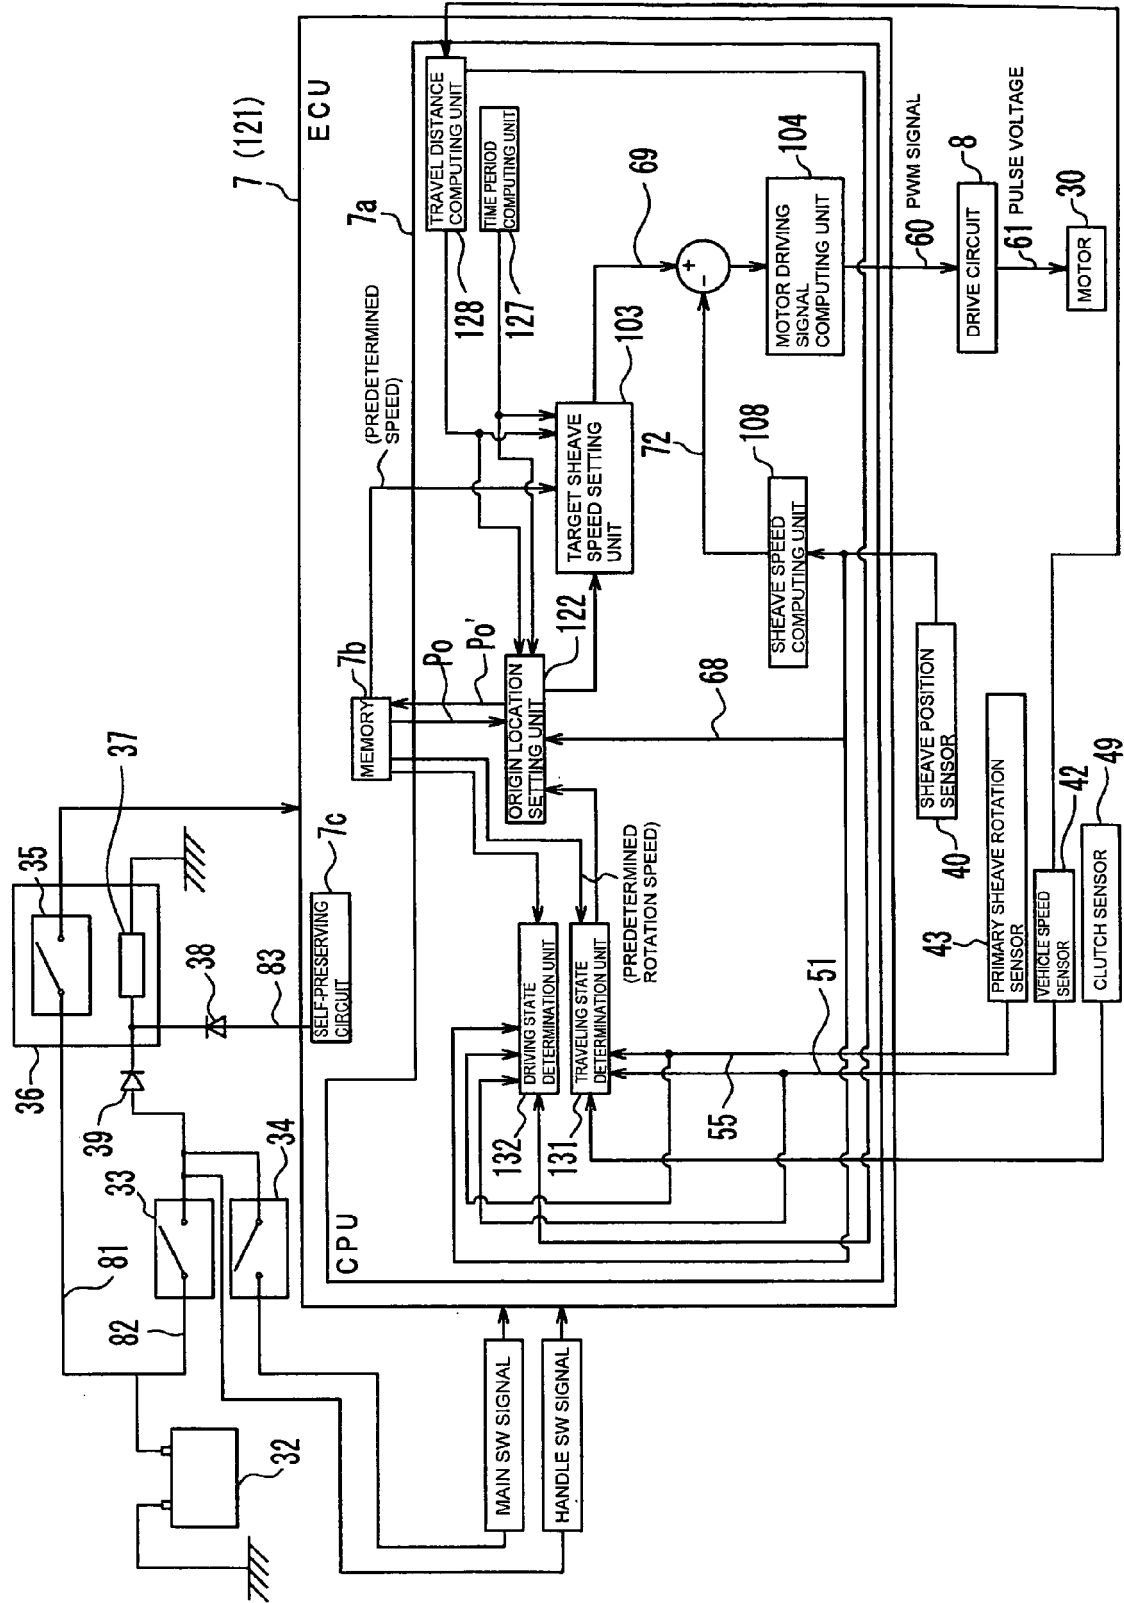 7 (121)
ECU
7a
TRAVEL DISTANCE
COMPUTING UNIT
128
TIME PERIOD
COMPUTING UNIT
127
(PREDETERMINED
SPEED)
7b
MEMORY
Po
Po'
ORIGIN LOCATION
SETTING UNIT
122
TARGET SHEAVE
SPEED SETTING
UNIT
103
69
+
-
72
MOTOR DRIVING
SIGNAL
COMPUTING UNIT
104
60
PWM SIGNAL
DRIVE CIRCUIT
8
61
PULSE VOLTAGE
MOTOR
30
SHEAVE SPEED
COMPUTING UNIT
108
68
SHEAVE POSITION
SENSOR
40
PRIMARY SHEAVE ROTATION
SENSOR
43
VEHICLE SPEED
SENSOR
42
CLUTCH SENSOR
49
51
55
(PREDETERMINED
ROTATION SPEED)
DRIVING STATE
DETERMINATION UNIT
132
TRAVELING STATE
DETERMINATION UNIT
131
CPU
SELF-PRESERVING
CIRCUIT
7c
35
37
36
38
83
39
33
34
81
82
32
MAIN SW SIGNAL
HANDLE SW SIGNAL